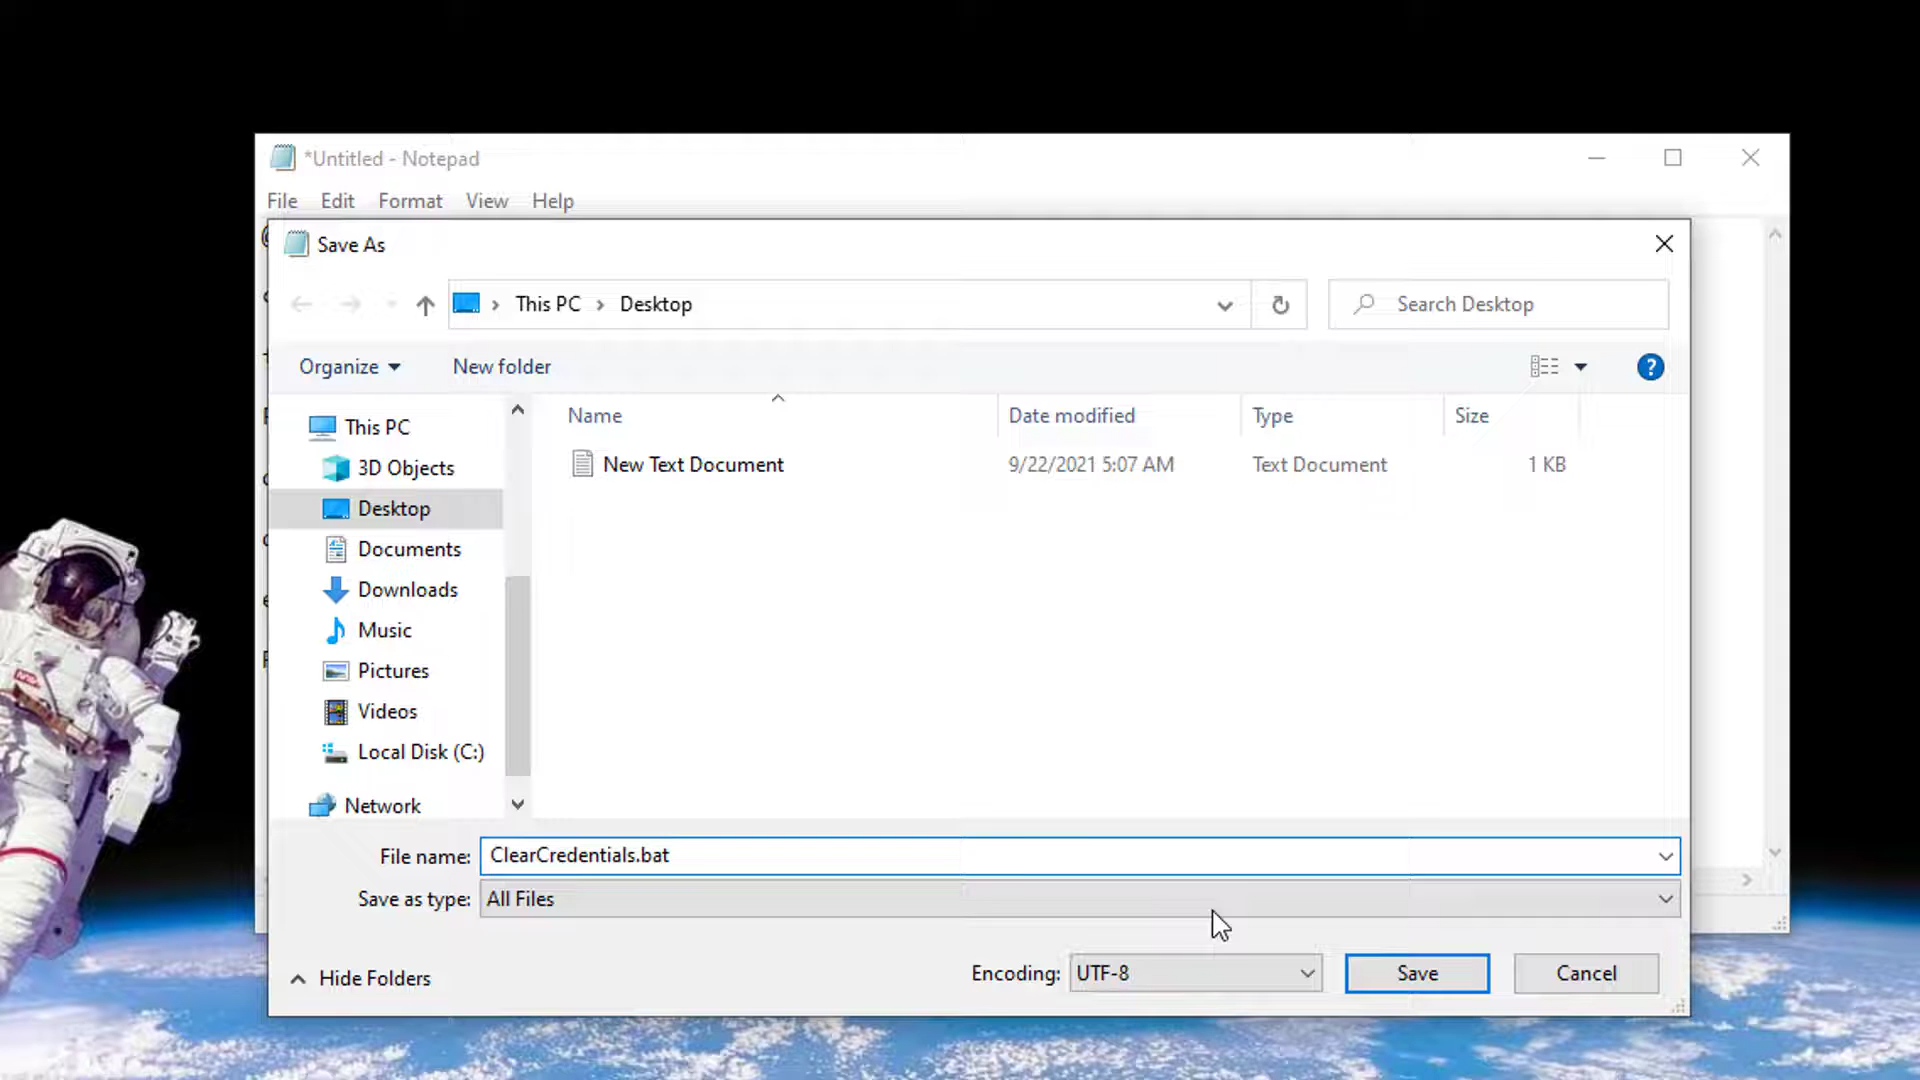 *Untitled - Notepad
File Edit Format View Help
Save As
This PC > Desktop
Search Desktop
Organize New folder
Name Date modified Type Size
New Text Document 9/22/2021 5:07 AM Text Document 1 KB
This PC
3D Objects
Desktop
Documents
Downloads
Music
Pictures
Videos
Local Disk (C:)
Network
File name: ClearCredentials.bat
Save as type: All Files
Hide Folders
Encoding: UTF-8 Save Cancel